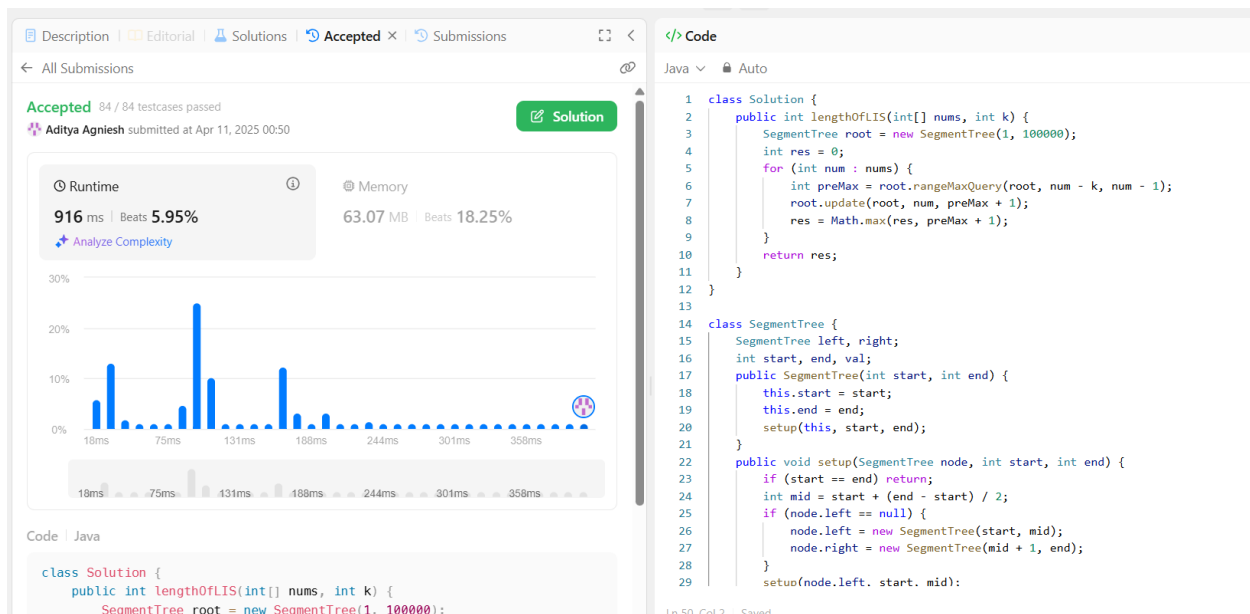 Description | Editorial | Solutions | Accepted × | Submissions
← All Submissions
Accepted 84 / 84 testcases passed
Aditya Agniesh submitted at Apr 11, 2025 00:50
Solution
Runtime
916 ms | Beats 5.95%
Analyze Complexity
Memory
63.07 MB | Beats 18.25%
30%
20%
10%
0%
18ms 75ms 131ms 188ms 244ms 301ms 358ms
18ms 75ms 131ms 188ms 244ms 301ms 358ms
Code | Java
class Solution {
    public int lengthOfLIS(int[] nums, int k) {
        SegmentTree root = new SegmentTree(1, 100000);
</> Code
Java Auto
1 class Solution {
2     public int lengthOfLIS(int[] nums, int k) {
3         SegmentTree root = new SegmentTree(1, 100000);
4         int res = 0;
5         for (int num : nums) {
6             int preMax = root.rangeMaxQuery(root, num - k, num - 1);
7             root.update(root, num, preMax + 1);
8             res = Math.max(res, preMax + 1);
9         }
10         return res;
11     }
12 }
13
14 class SegmentTree {
15     SegmentTree left, right;
16     int start, end, val;
17     public SegmentTree(int start, int end) {
18         this.start = start;
19         this.end = end;
20         setup(this, start, end);
21     }
22     public void setup(SegmentTree node, int start, int end) {
23         if (start == end) return;
24         int mid = start + (end - start) / 2;
25         if (node.left == null) {
26             node.left = new SegmentTree(start, mid);
27             node.right = new SegmentTree(mid + 1, end);
28         }
29         setup(node.left, start, mid);
Ln 50, Col 2 | Saved